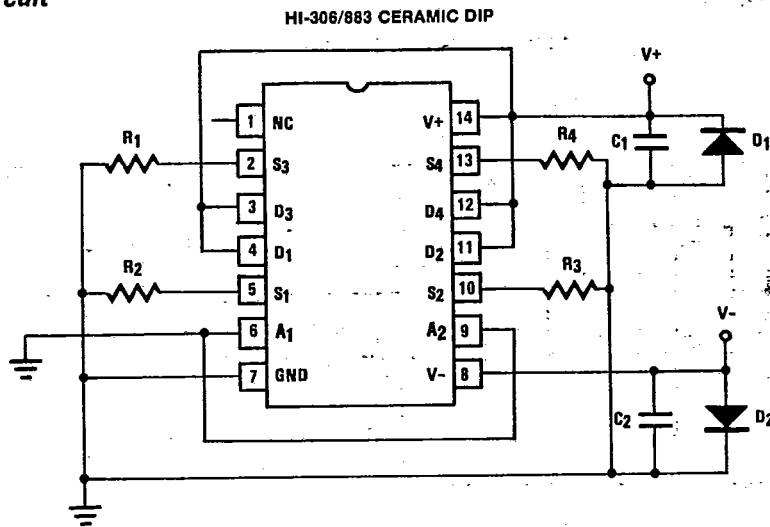 HI-306/883 CERAMIC DIP
V+
R1
1 NC
V+ 14
R4
C1
D1
2 S3
S4 13
3 D3
D4 12
4 D1
D2 11
R2
R3
5 S1
S2 10
V-
6 A1
A2 9
7 GND
V- 8
C2
D2